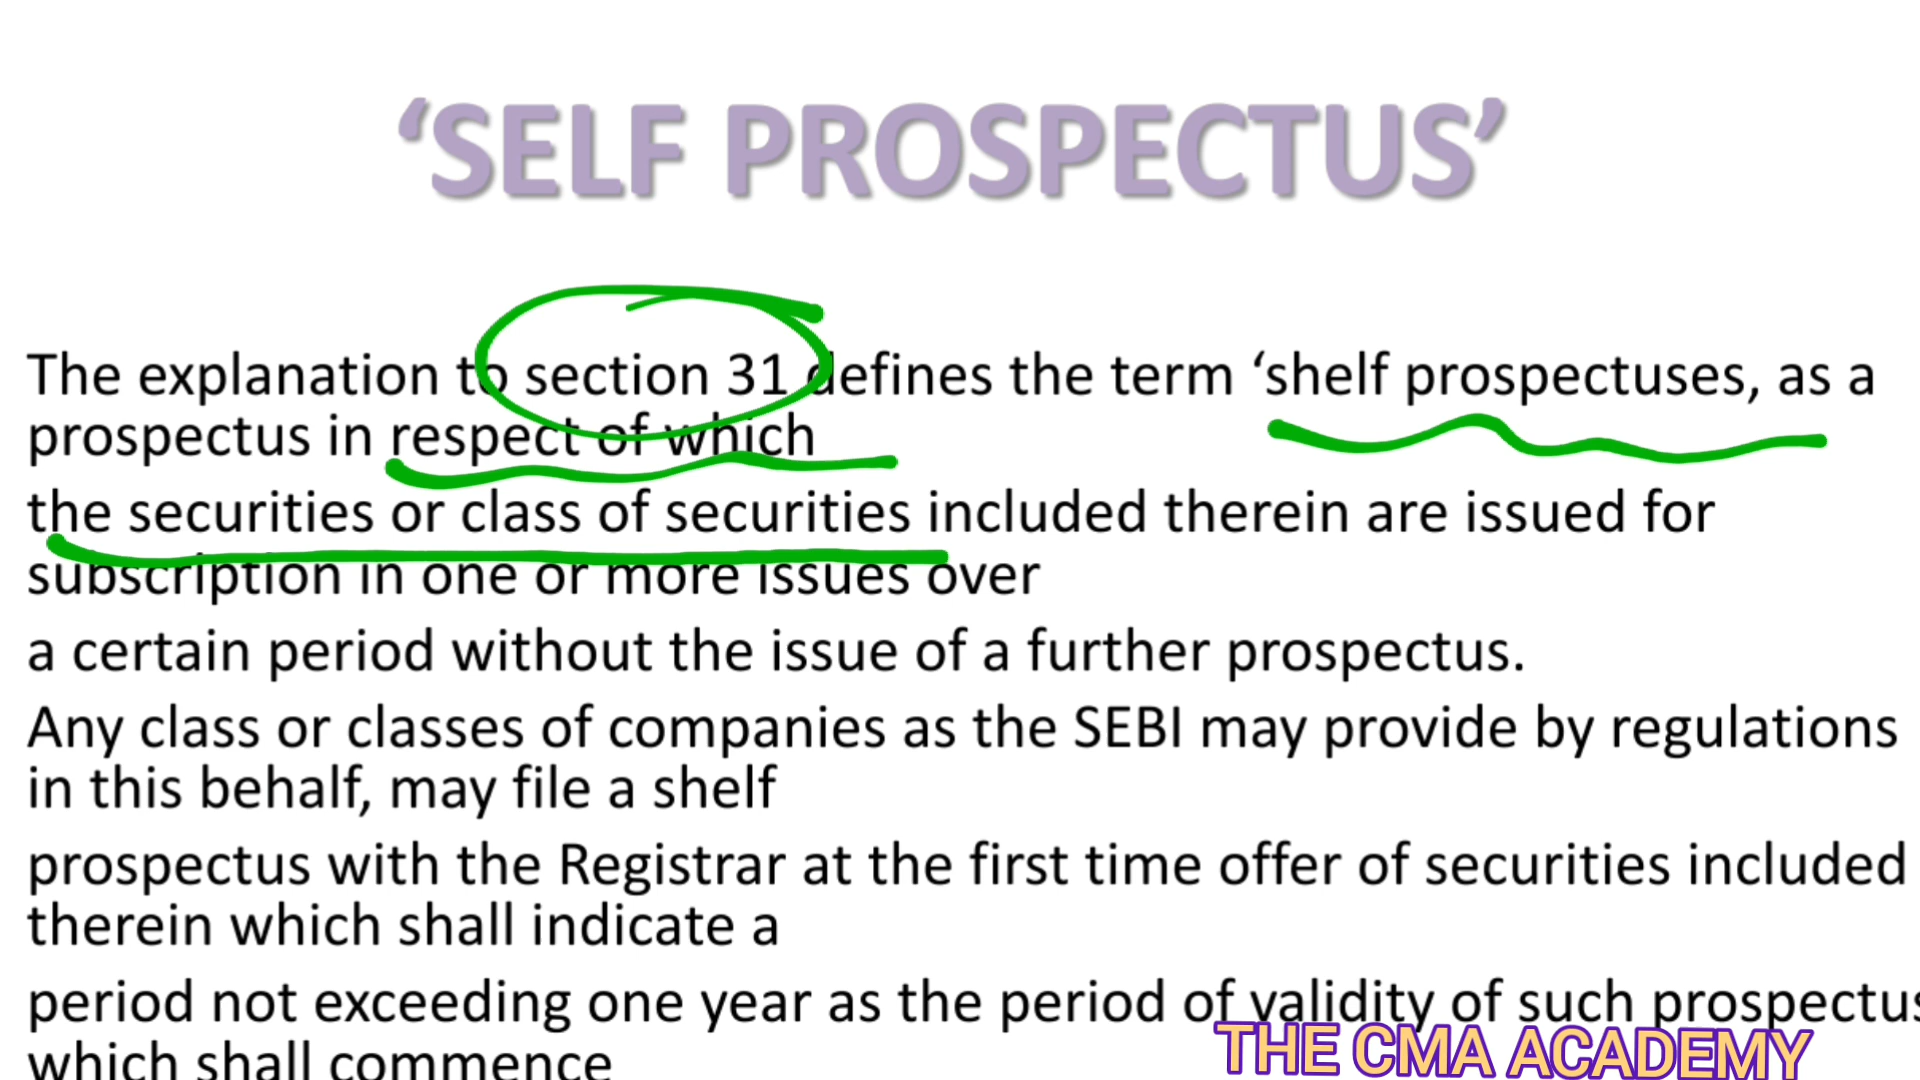 ‘SELF PROSPECTUS’
The explanation to section 31 defines the term ‘shelf prospectuses, as a
prospectus in respect of which
the securities or class of securities included therein are issued for
subscription in one or more issues over
a certain period without the issue of a further prospectus.
Any class or classes of companies as the SEBI may provide by regulations
in this behalf, may file a shelf
prospectus with the Registrar at the first time offer of securities included
therein which shall indicate a
period not exceeding one year as the period of validity of such prospectus
which shall commence
THE CMA ACADEMY